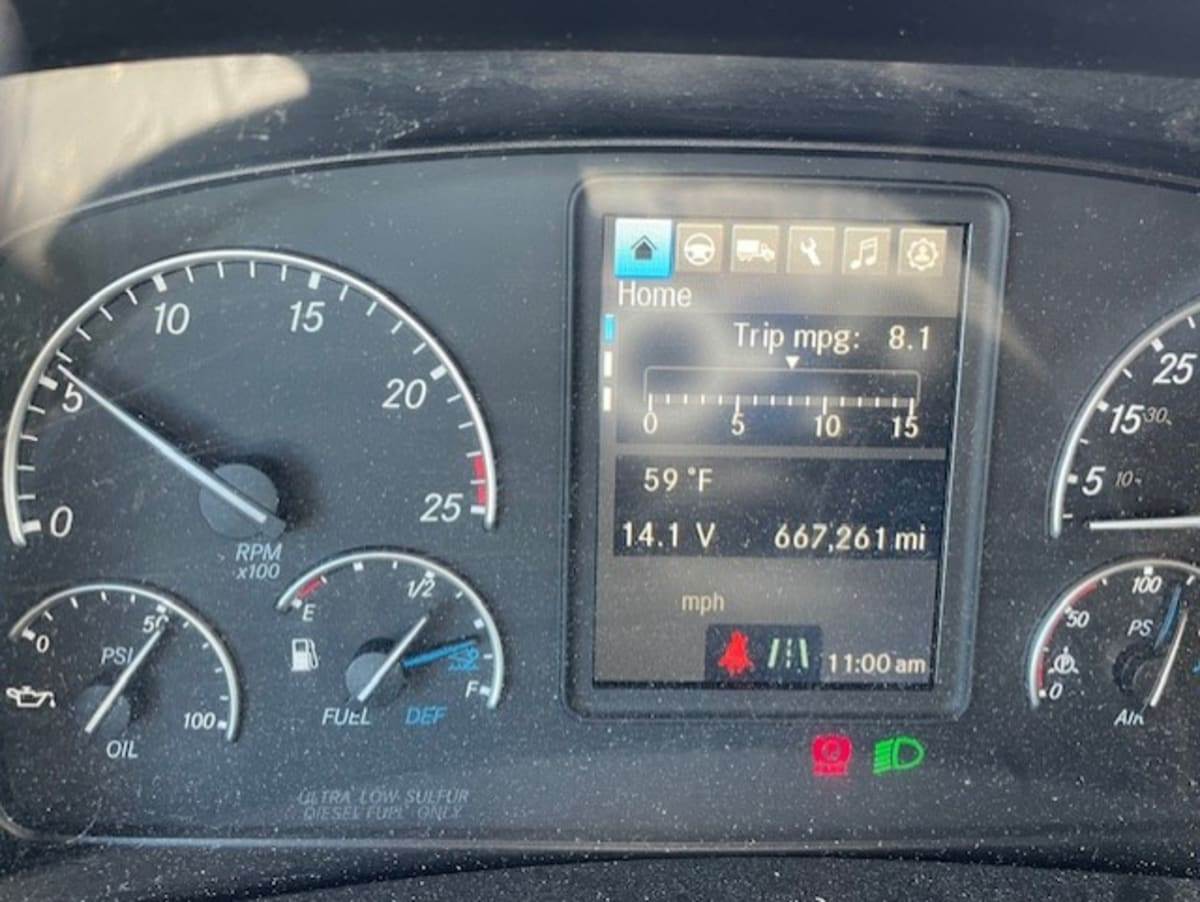 Home
Trip mpg: 8.1
0 5 10 15
59 °F
14.1 V 667,261 mi
mph
11:00 am
0 5 10 15 20 25
RPM
x100
E 1/2 F
FUEL DEF
0 50 100
PSI
OIL
ULTRA LOW SULFUR
DIESEL FUEL ONLY
5 15 25
10 30
0 50 100
PS
AIR